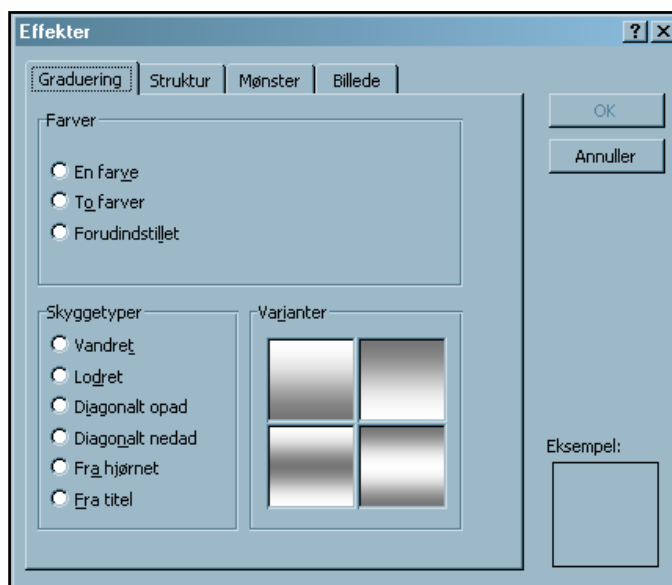 Effekter
Graduering Struktur Mønster Billede
Farver
En farve
To farver
Forudindstillet
OK
Annuller
Skyggetyper
Vandret
Lodret
Diagonalt opad
Diagonalt nedad
Fra hjørnet
Fra titel
Varianter
Eksempel: